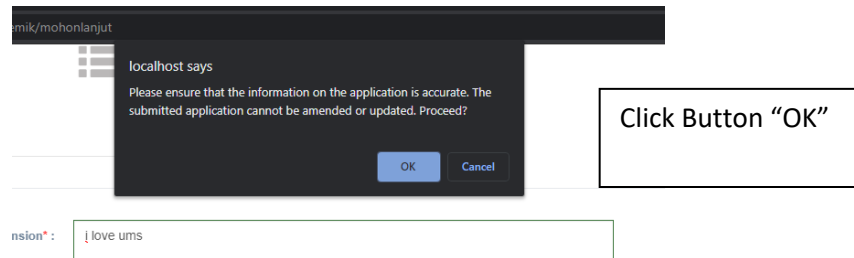 emik/mohonlanjut
localhost says
Please ensure that the information on the application is accurate. The
submitted application cannot be amended or updated. Proceed?
Click Button “OK”
OK Cancel
nsion* : i love ums